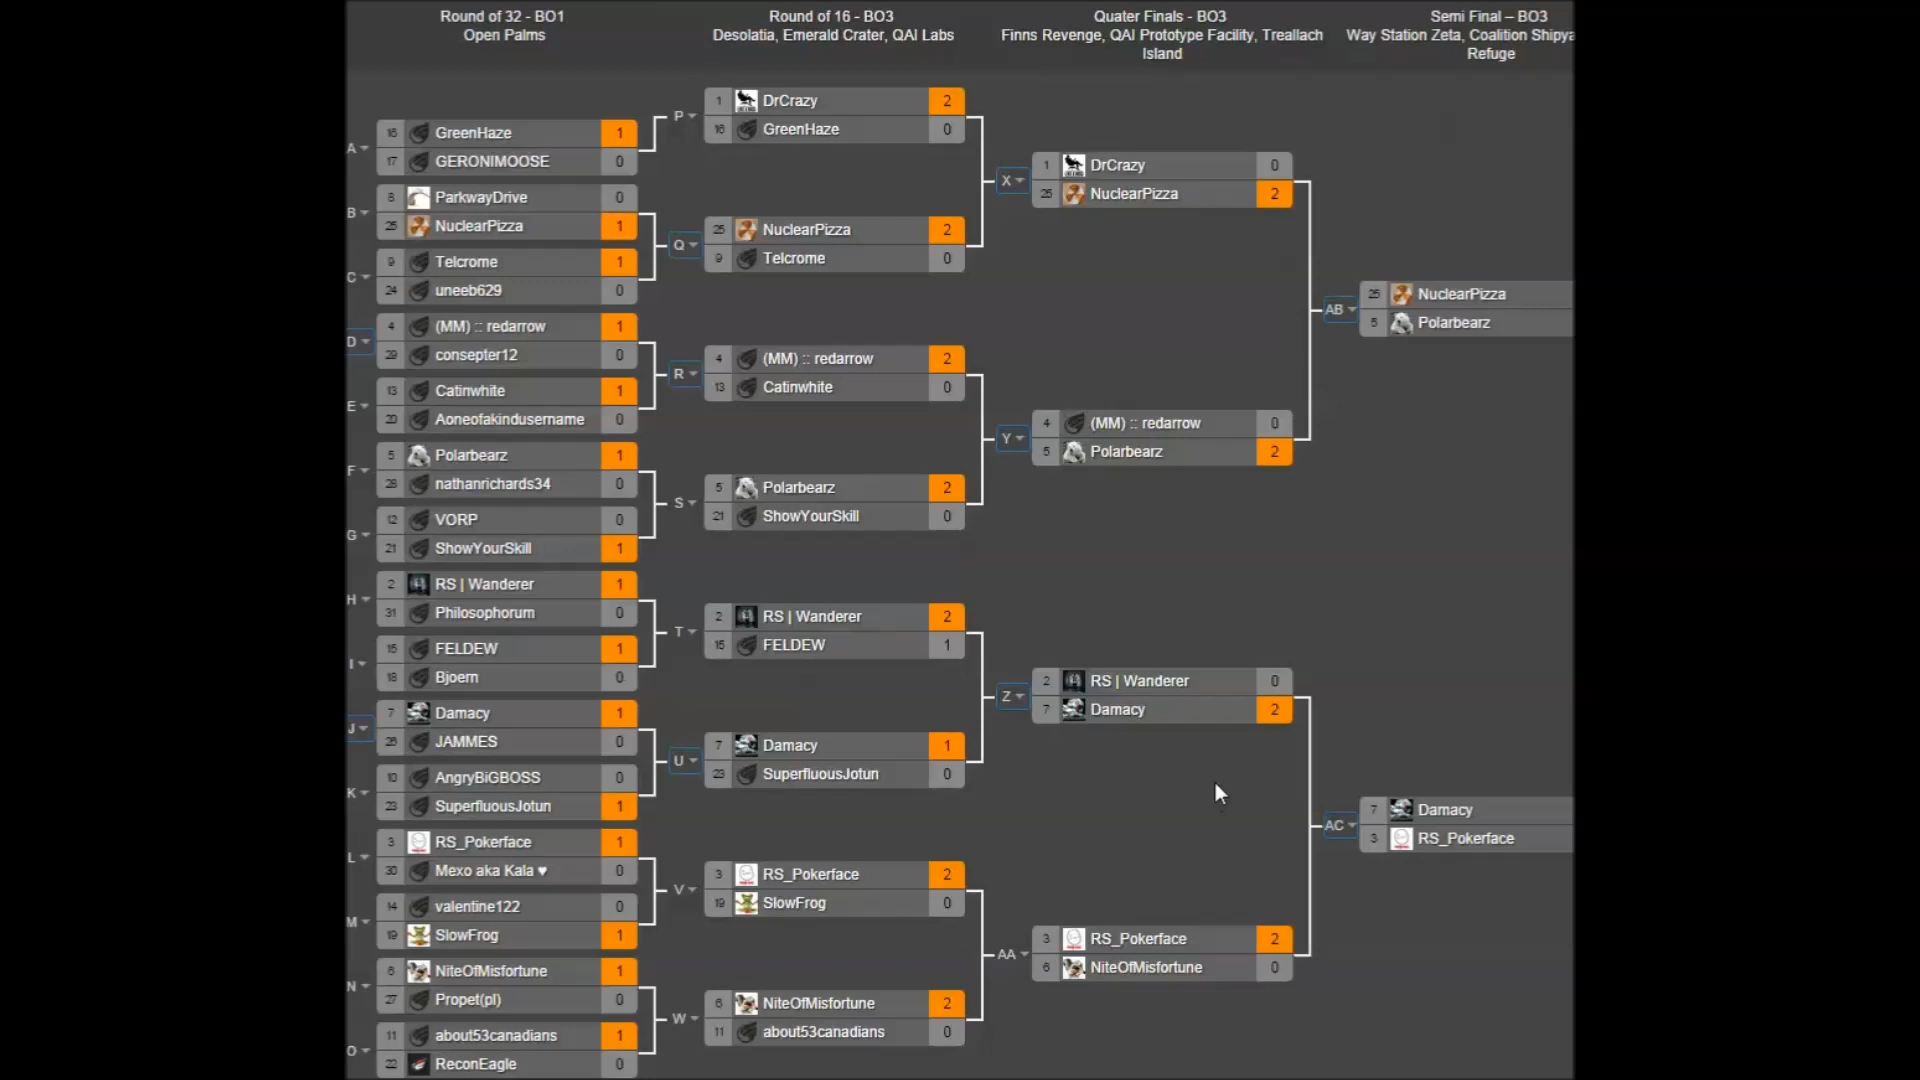 Round of 32 - BO1
Open Palms
Round of 16 - BO3
Desolatia, Emerald Crater, QAI Labs
Quater Finals - BO3
Finns Revenge, QAI Prototype Facility, Treallach
Island
Semi Final – BO3
Way Station Zeta, Coalition Shipya
Refuge
A
16 GreenHaze 1
17 GERONIMOOSE 0
B
8 ParkwayDrive 0
25 NuclearPizza 1
C
9 Telcrome 1
24 uneeb629 0
D
4 (MM) :: redarrow 1
29 consepter12 0
E
13 Catinwhite 1
20 Aoneofakindusername 0
F
5 Polarbearz 1
28 nathanrichards34 0
G
12 VORP 0
21 ShowYourSkill 1
H
2 RS | Wanderer 1
31 Philosophorum 0
I
15 FELDEW 1
18 Bjoern 0
J
7 Damacy 1
26 JAMMES 0
K
10 AngryBiGBOSS 0
23 SuperfluousJotun 1
L
3 RS_Pokerface 1
30 Mexo aka Kala ♥ 0
M
14 valentine122 0
19 SlowFrog 1
N
6 NiteOfMisfortune 1
27 Propet(pl) 0
O
11 about53canadians 1
22 ReconEagle 0
P
1 DrCrazy 2
16 GreenHaze 0
Q
25 NuclearPizza 2
9 Telcrome 0
R
4 (MM) :: redarrow 2
13 Catinwhite 0
S
5 Polarbearz 2
21 ShowYourSkill 0
T
2 RS | Wanderer 2
15 FELDEW 1
U
7 Damacy 1
23 SuperfluousJotun 0
V
3 RS_Pokerface 2
19 SlowFrog 0
W
6 NiteOfMisfortune 2
11 about53canadians 0
X
1 DrCrazy 0
25 NuclearPizza 2
Y
4 (MM) :: redarrow 0
5 Polarbearz 2
Z
2 RS | Wanderer 0
7 Damacy 2
AA
3 RS_Pokerface 2
6 NiteOfMisfortune 0
AB
25 NuclearPizza
5 Polarbearz
AC
7 Damacy
3 RS_Pokerface